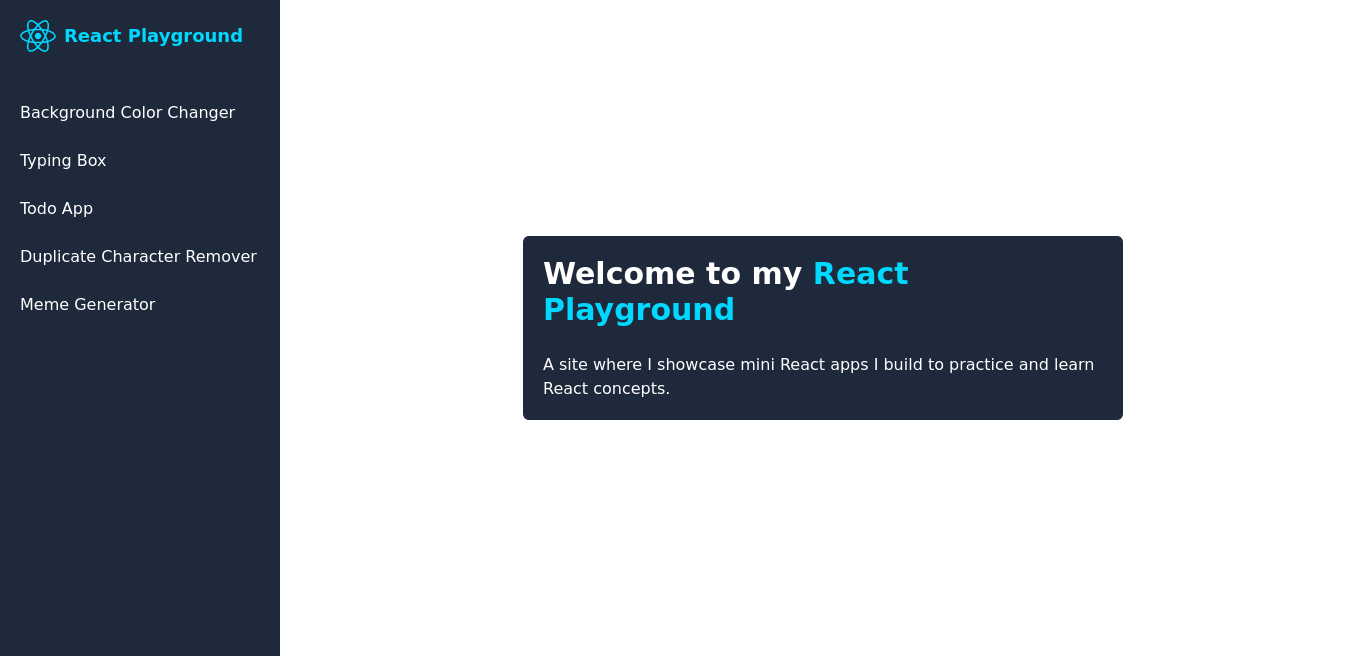 React Playground
Background Color Changer
Typing Box
Todo App
Duplicate Character Remover
Meme Generator
Welcome to my React
Playground
A site where I showcase mini React apps I build to practice and learn
React concepts.